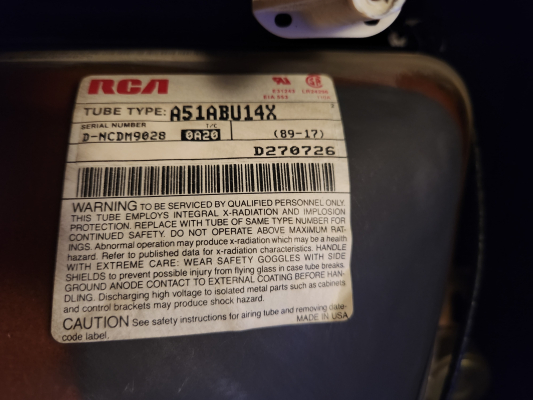 RCA
TUBE TYPE: A51ABU14X
SERIAL NUMBER T/C
D-NCDM9028 0A20 (89-17)
D270726
WARNING TO BE SERVICED BY QUALIFIED PERSONNEL ONLY.
THIS TUBE EMPLOYS INTEGRAL X-RADIATION AND IMPLOSION
PROTECTION. REPLACE WITH TUBE OF SAME TYPE NUMBER FOR
CONTINUED SAFETY. DO NOT OPERATE ABOVE MAXIMUM RAT-
INGS. Abnormal operation may produce x-radiation which may be a health
hazard. Refer to published data for x-radiation characteristics. HANDLE
WITH EXTREME CARE: WEAR SAFETY GOGGLES WITH SIDE
SHIELDS to prevent possible injury from flying glass in case tube breaks.
GROUND ANODE CONTACT TO EXTERNAL COATING BEFORE HAN-
DLING. Discharging high voltage to isolated metal parts such as cabinets
and control brackets may produce shock hazard.
CAUTION See safety instructions for airing tube and removing date-
code label. MADE IN USA